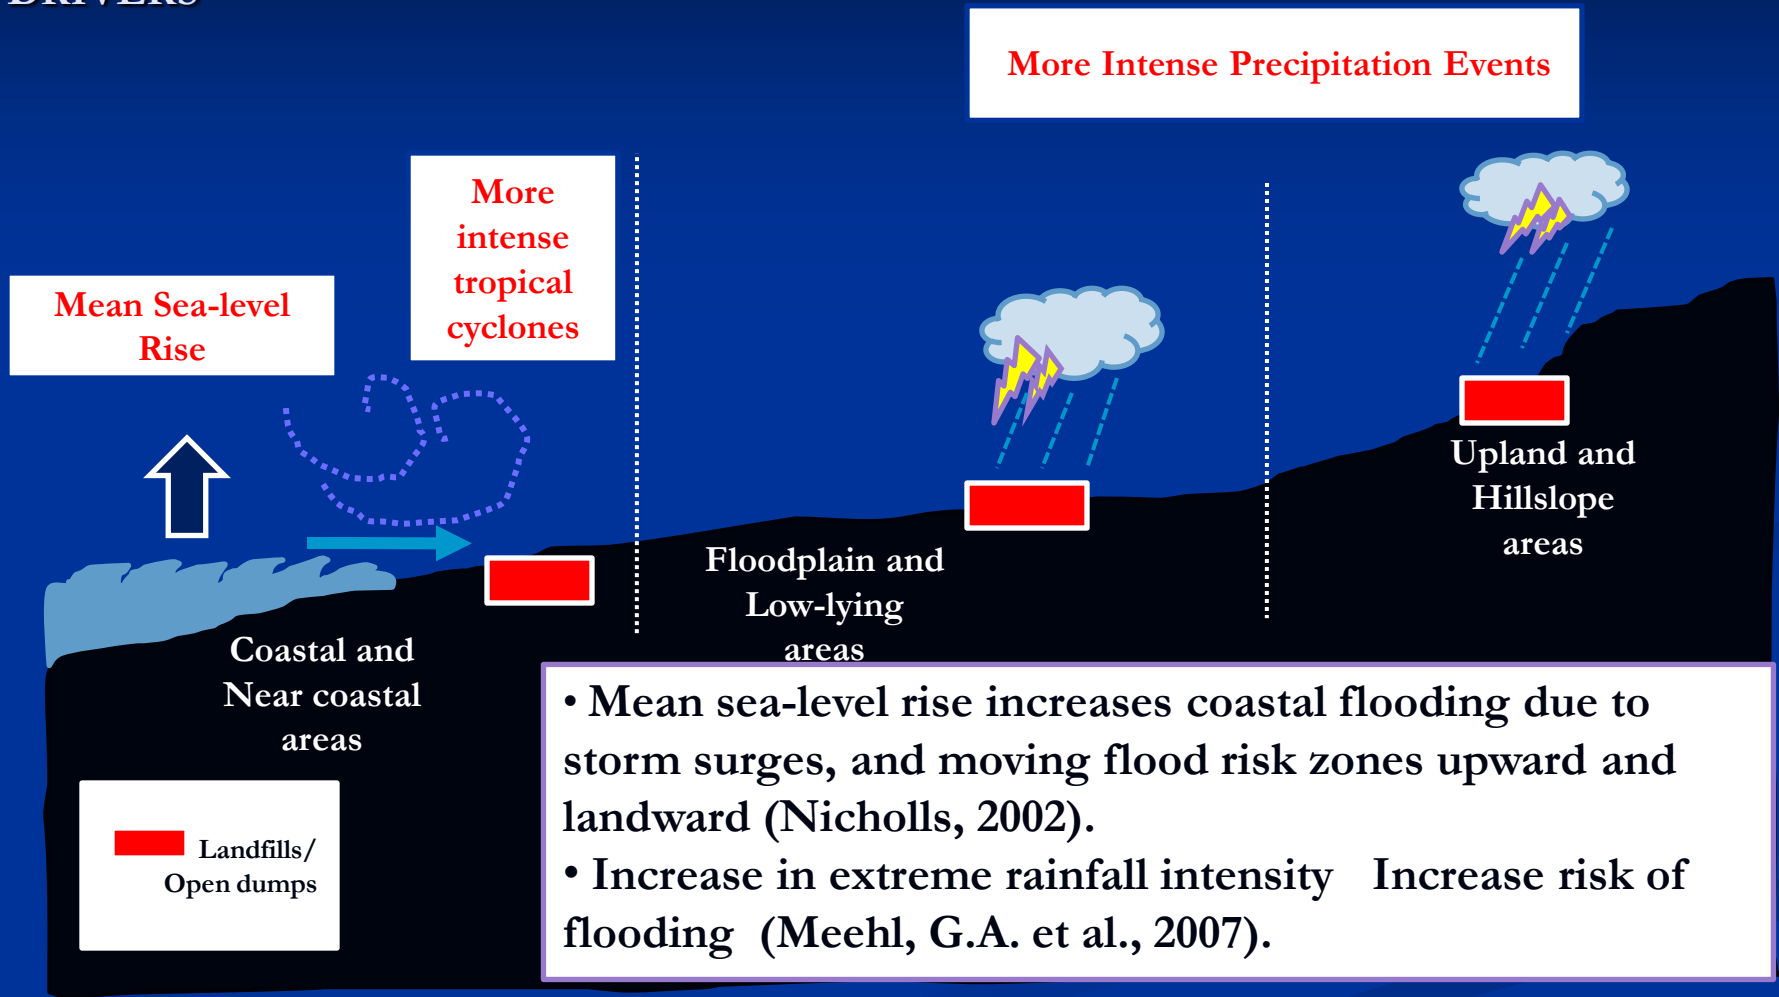 DRIVERS
More Intense Precipitation Events
More
intense
tropical
cyclones
Mean Sea-level
Rise
Upland and
Hillslope
areas
Floodplain and
Low-lying
areas
Coastal and
Near coastal
areas
• Mean sea-level rise increases coastal flooding due to
storm surges, and moving flood risk zones upward and
landward (Nicholls, 2002).
• Increase in extreme rainfall intensity   Increase risk of
flooding  (Meehl, G.A. et al., 2007).
Landfills/
Open dumps